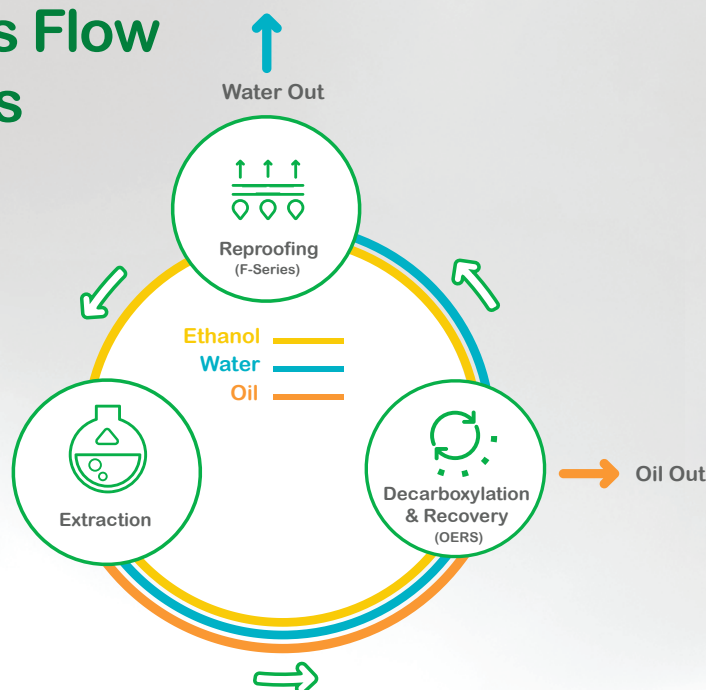 s Flow
s
Water Out
Reproofing
(F-Series)
Ethanol
Water
Oil
Extraction
Decarboxylation
& Recovery
(OERS)
Oil Out